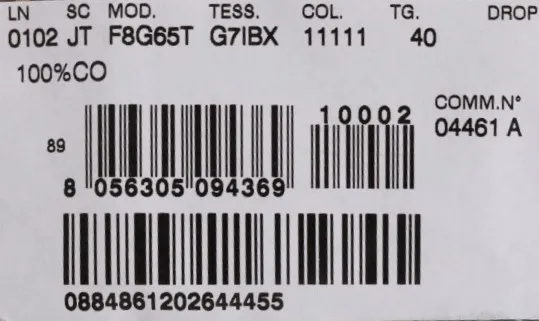 LN SC MOD. TESS. COL. TG. DROP
0102 JT F8G65T G7IBX 11111 40
100%CO
10002
COMM.N°
04461 A
89
8 056305 094369
0884861202644455